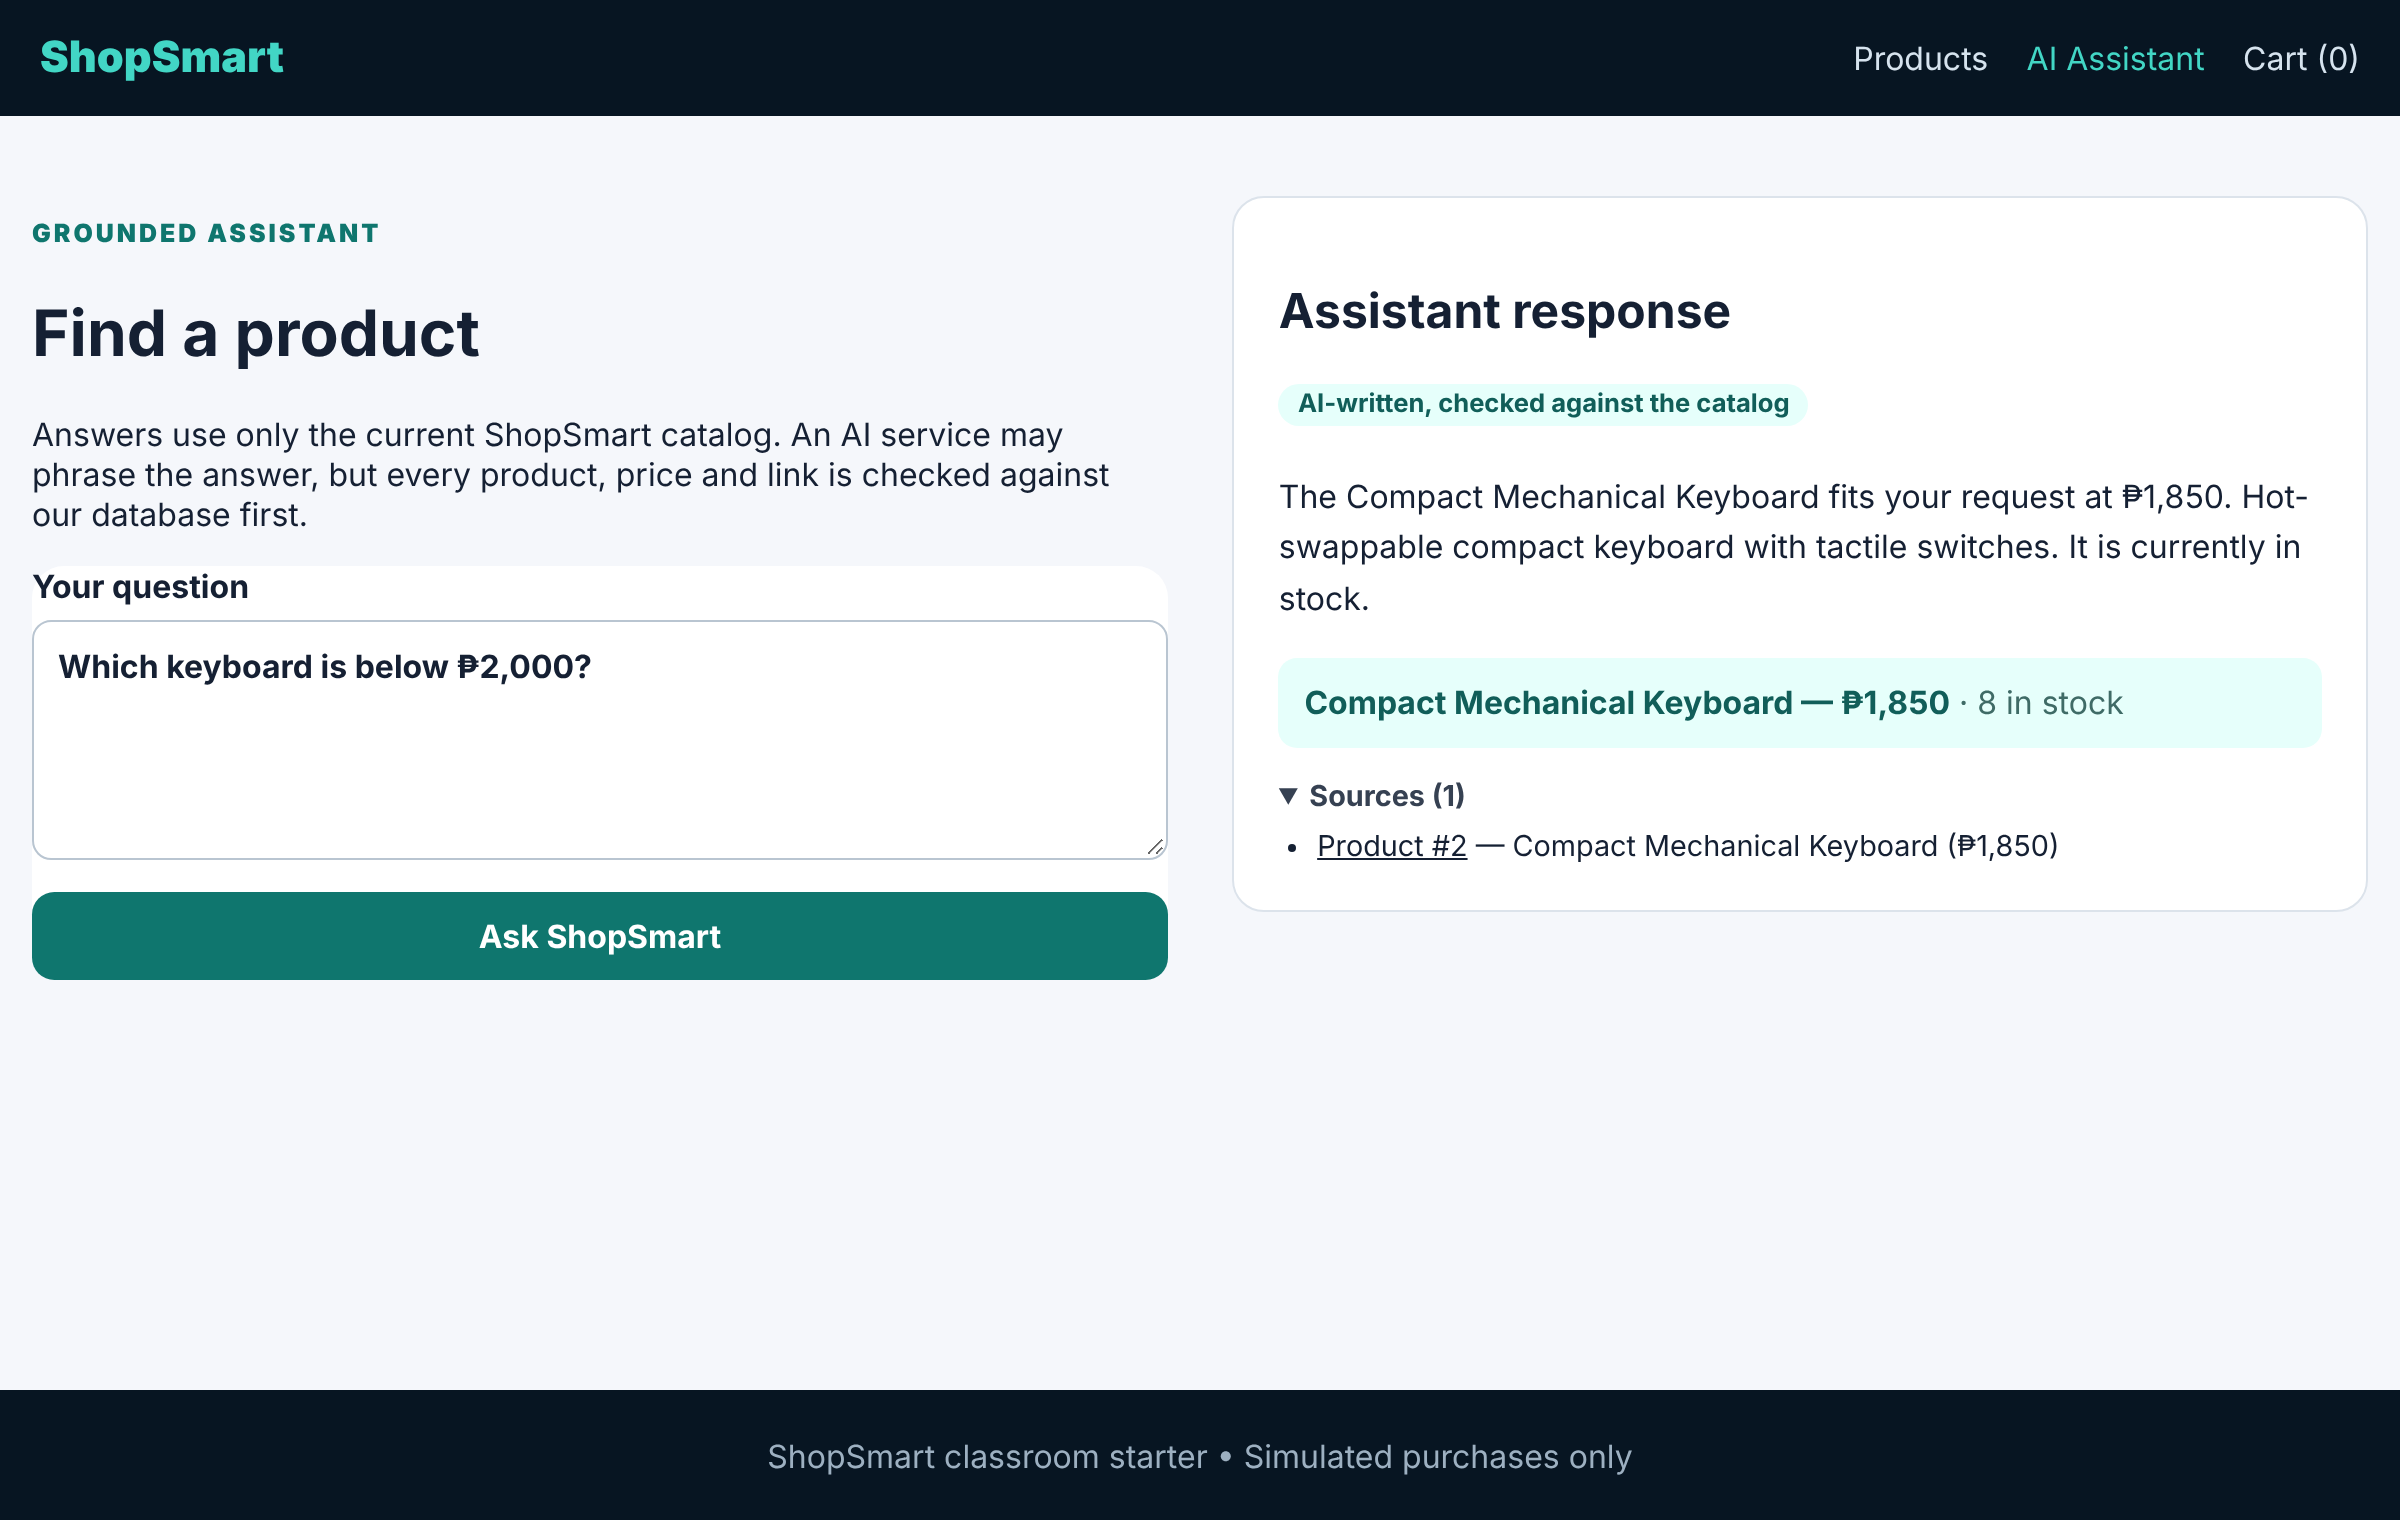 ShopSmart
Products
AI Assistant
Cart (0)
GROUNDED ASSISTANT
Find a product
Answers use only the current ShopSmart catalog. An AI service may
phrase the answer, but every product, price and link is checked against
our database first.
Your question
Which keyboard is below ₱2,000?
Ask ShopSmart
Assistant response
AI-written, checked against the catalog
The Compact Mechanical Keyboard fits your request at ₱1,850. Hot-
swappable compact keyboard with tactile switches. It is currently in
stock.
Compact Mechanical Keyboard — ₱1,850 · 8 in stock
▼ Sources (1)
• Product #2 — Compact Mechanical Keyboard (₱1,850)
ShopSmart classroom starter • Simulated purchases only